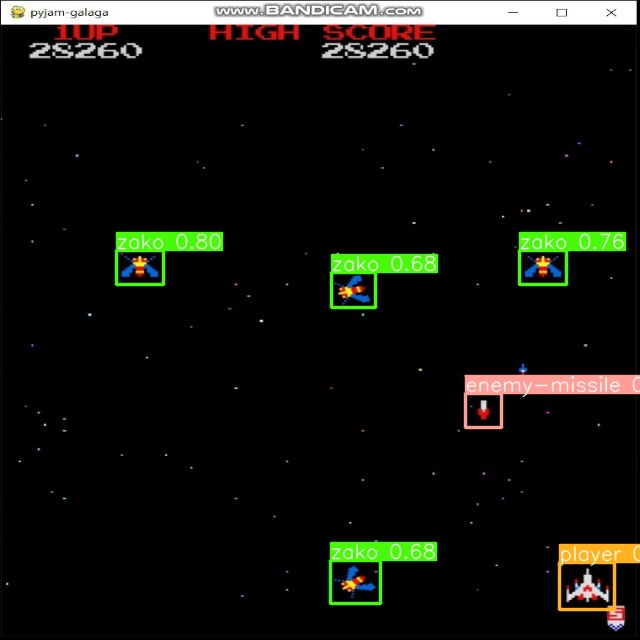 pyjam-galaga
www.BANDICAM.com
1UP HIGH SCORE
28260 28260
zako 0.80
zako 0.76
zako 0.68
enemy-missile 0
zako 0.68
player 0
S